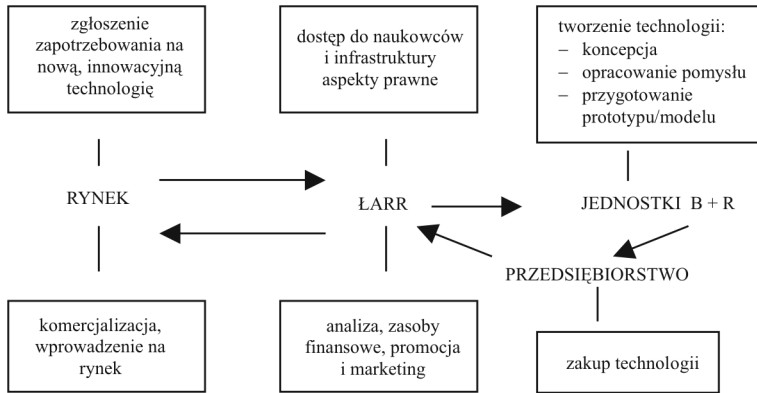 zgłoszenie
zapotrzebowania na
nową, innowacyjną
technologię
dostęp do naukowców
i infrastruktury
aspekty prawne
tworzenie technologii:
– koncepcja
– opracowanie pomysłu
– przygotowanie
prototypu/modelu
RYNEK
ŁARR
JEDNOSTKI B + R
PRZEDSIĘBIORSTWO
komercjalizacja,
wprowadzenie na
rynek
analiza, zasoby
finansowe, promocja
i marketing
zakup technologii